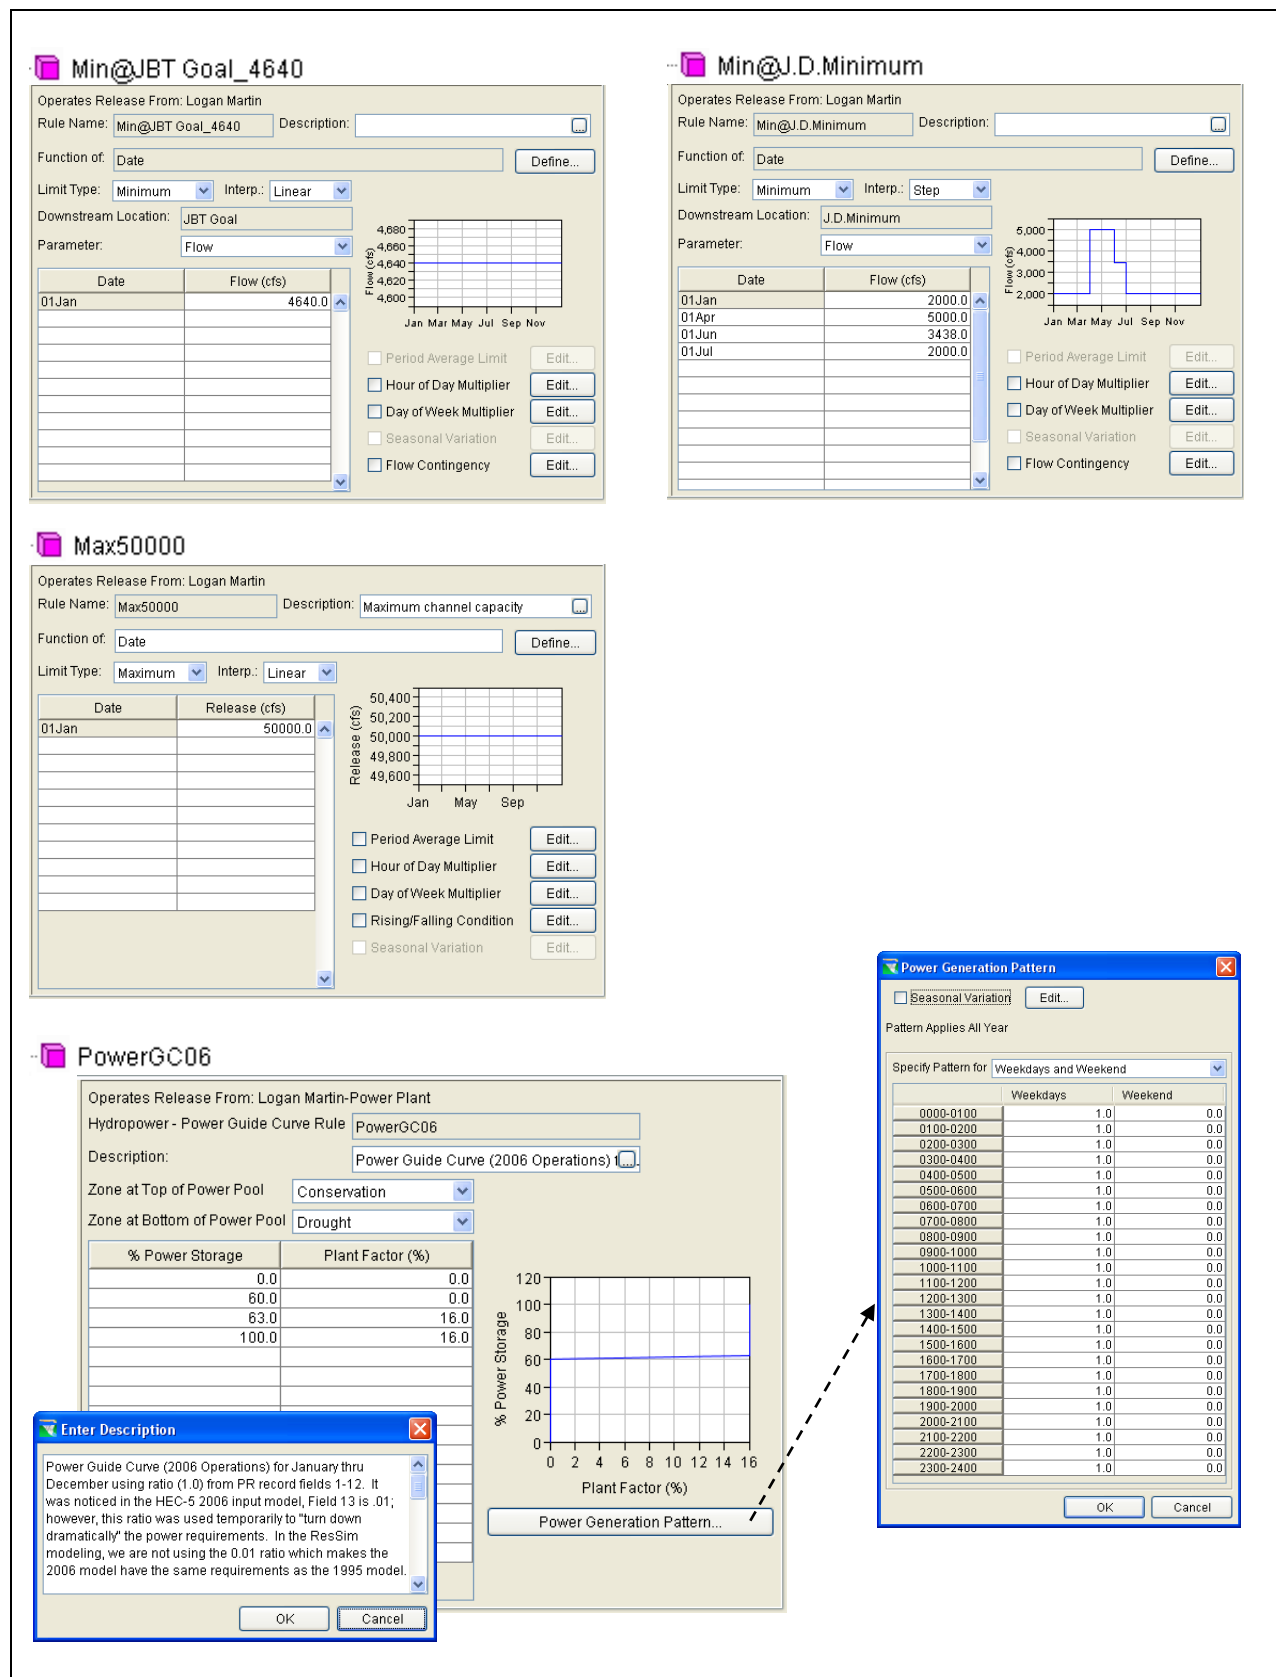 Min@JBT Goal_4640
Operates Release From: Logan Martin
Rule Name: Min@JBT Goal_4640 Description: ...
Function of: Date Define...
Limit Type: Minimum Interp.: Linear
Downstream Location: JBT Goal
Parameter: Flow
Date Flow (cfs)
01Jan 4640.0
Flow (cfs)
4,680
4,660
4,640
4,620
4,600
Jan Mar May Jul Sep Nov
Period Average Limit Edit...
Hour of Day Multiplier Edit...
Day of Week Multiplier Edit...
Seasonal Variation Edit...
Flow Contingency Edit...
Min@J.D.Minimum
Operates Release From: Logan Martin
Rule Name: Min@J.D.Minimum Description: ...
Function of: Date Define...
Limit Type: Minimum Interp.: Step
Downstream Location: J.D.Minimum
Parameter: Flow
Date Flow (cfs)
01Jan 2000.0
01Apr 5000.0
01Jun 3438.0
01Jul 2000.0
Flow (cfs)
5,000
4,000
3,000
2,000
Jan Mar May Jul Sep Nov
Period Average Limit Edit...
Hour of Day Multiplier Edit...
Day of Week Multiplier Edit...
Seasonal Variation Edit...
Flow Contingency Edit...
Max50000
Operates Release From: Logan Martin
Rule Name: Max50000 Description: Maximum channel capacity ...
Function of: Date Define...
Limit Type: Maximum Interp.: Linear
Date Release (cfs)
01Jan 50000.0
Release (cfs)
50,400
50,200
50,000
49,800
49,600
Jan May Sep
Period Average Limit Edit...
Hour of Day Multiplier Edit...
Day of Week Multiplier Edit...
Rising/Falling Condition Edit...
Seasonal Variation Edit...
PowerGC06
Operates Release From: Logan Martin-Power Plant
Hydropower - Power Guide Curve Rule PowerGC06
Description: Power Guide Curve (2006 Operations) f...
Zone at Top of Power Pool Conservation
Zone at Bottom of Power Pool Drought
% Power Storage Plant Factor (%)
0.0 0.0
60.0 0.0
63.0 16.0
100.0 16.0
% Power Storage
120
100
80
60
40
20
0
0 2 4 6 8 10 12 14 16
Plant Factor (%)
Power Generation Pattern...
Enter Description
Power Guide Curve (2006 Operations) for January thru
December using ratio (1.0) from PR record fields 1-12. It
was noticed in the HEC-5 2006 input model, Field 13 is .01;
however, this ratio was used temporarily to "turn down
dramatically" the power requirements. In the ResSim
modeling, we are not using the 0.01 ratio which makes the
2006 model have the same requirements as the 1995 model.
OK Cancel
Power Generation Pattern
Seasonal Variation Edit...
Pattern Applies All Year
Specify Pattern for Weekdays and Weekend
Weekdays Weekend
0000-0100 1.0 0.0
0100-0200 1.0 0.0
0200-0300 1.0 0.0
0300-0400 1.0 0.0
0400-0500 1.0 0.0
0500-0600 1.0 0.0
0600-0700 1.0 0.0
0700-0800 1.0 0.0
0800-0900 1.0 0.0
0900-1000 1.0 0.0
1000-1100 1.0 0.0
1100-1200 1.0 0.0
1200-1300 1.0 0.0
1300-1400 1.0 0.0
1400-1500 1.0 0.0
1500-1600 1.0 0.0
1600-1700 1.0 0.0
1700-1800 1.0 0.0
1800-1900 1.0 0.0
1900-2000 1.0 0.0
2000-2100 1.0 0.0
2100-2200 1.0 0.0
2200-2300 1.0 0.0
2300-2400 1.0 0.0
OK Cancel